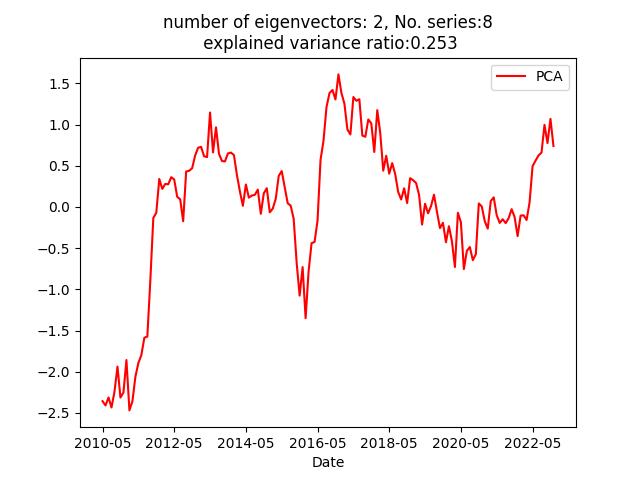 number of eigenvectors: 2, No. series:8
explained variance ratio:0.253
PCA
1.5
1.0
0.5
0.0
−0.5
−1.0
−1.5
−2.0
−2.5
2010-05 2012-05 2014-05 2016-05 2018-05 2020-05 2022-05
Date